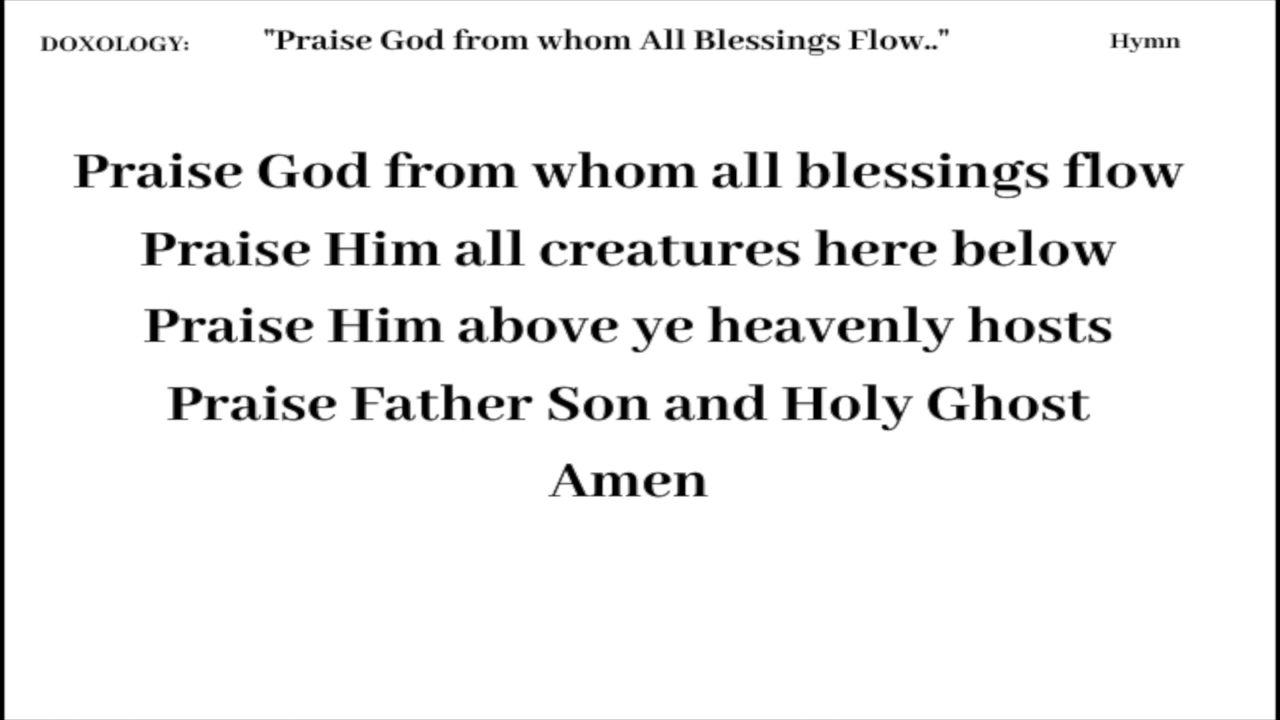 DOXOLOGY: "Praise God from whom All Blessings Flow.." Hymn
Praise God from whom all blessings flow
Praise Him all creatures here below
Praise Him above ye heavenly hosts
Praise Father Son and Holy Ghost
Amen